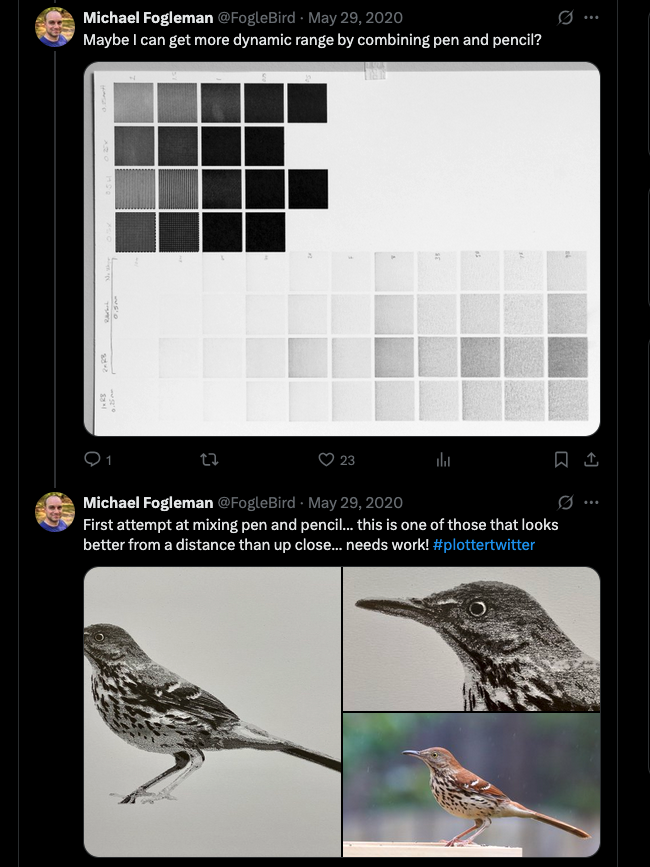 Michael Fogleman @FogleBird · May 29, 2020
Maybe I can get more dynamic range by combining pen and pencil?
1
23
Michael Fogleman @FogleBird · May 29, 2020
First attempt at mixing pen and pencil... this is one of those that looks
better from a distance than up close... needs work! #plottertwitter